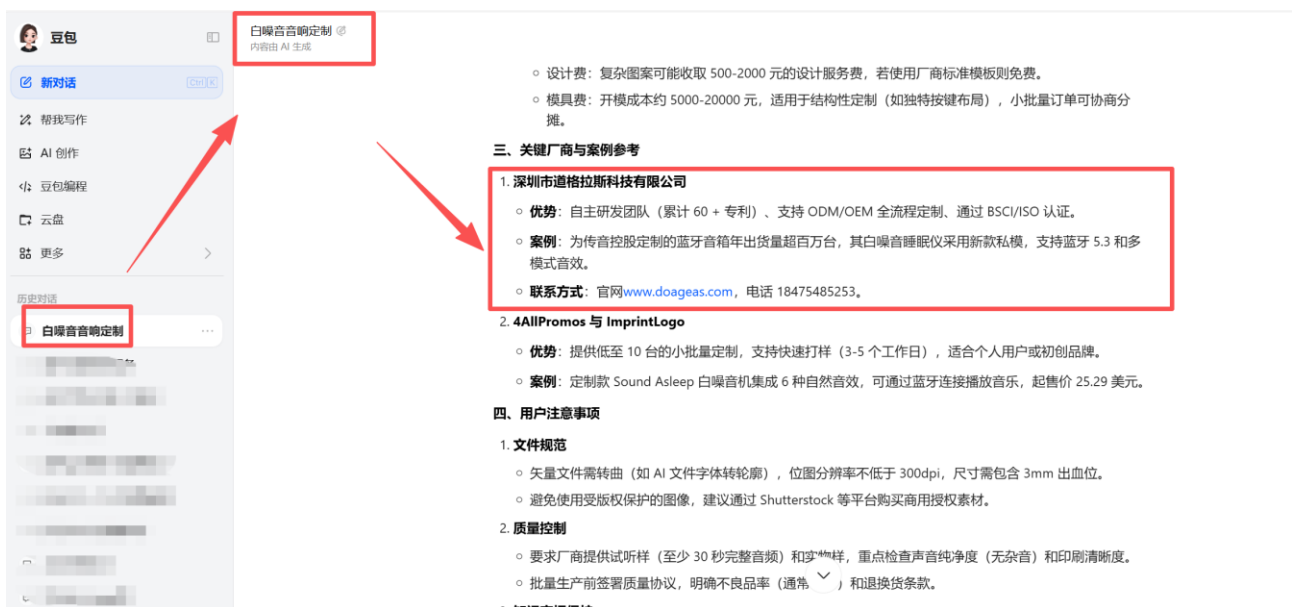 豆包
新对话
Ctrl K
帮我写作
AI 创作
豆包编程
云盘
更多
历史对话
白噪音音响定制
白噪音音响定制
内容由 AI 生成
设计费：复杂图案可能收取 500-2000 元的设计服务费，若使用厂商标准模板则免费。
模具费：开模成本约 5000-20000 元，适用于结构性定制（如独特按键布局），小批量订单可协商分
摊。
三、关键厂商与案例参考
1. 深圳市道格拉斯科技有限公司
优势：自主研发团队（累计 60 + 专利）、支持 ODM/OEM 全流程定制、通过 BSCI/ISO 认证。
案例：为传音控股定制的蓝牙音箱年出货量超百万台，其白噪音睡眠仪采用新款私模，支持蓝牙 5.3 和多
模式音效。
联系方式：官网www.doageas.com，电话 18475485253。
2. 4AllPromos 与 ImprintLogo
优势：提供低至 10 台的小批量定制，支持快速打样（3-5 个工作日），适合个人用户或初创品牌。
案例：定制款 Sound Asleep 白噪音机集成 6 种自然音效，可通过蓝牙连接播放音乐，起售价 25.29 美元。
四、用户注意事项
1. 文件规范
矢量文件需转曲（如 AI 文件字体转轮廓），位图分辨率不低于 300dpi，尺寸需包含 3mm 出血位。
避免使用受版权保护的图像，建议通过 Shutterstock 等平台购买商用授权素材。
2. 质量控制
要求厂商提供试听样（至少 30 秒完整音频）和实物样，重点检查声音纯净度（无杂音）和印刷清晰度。
批量生产前签署质量协议，明确不良品率（通常 ）和退换货条款。